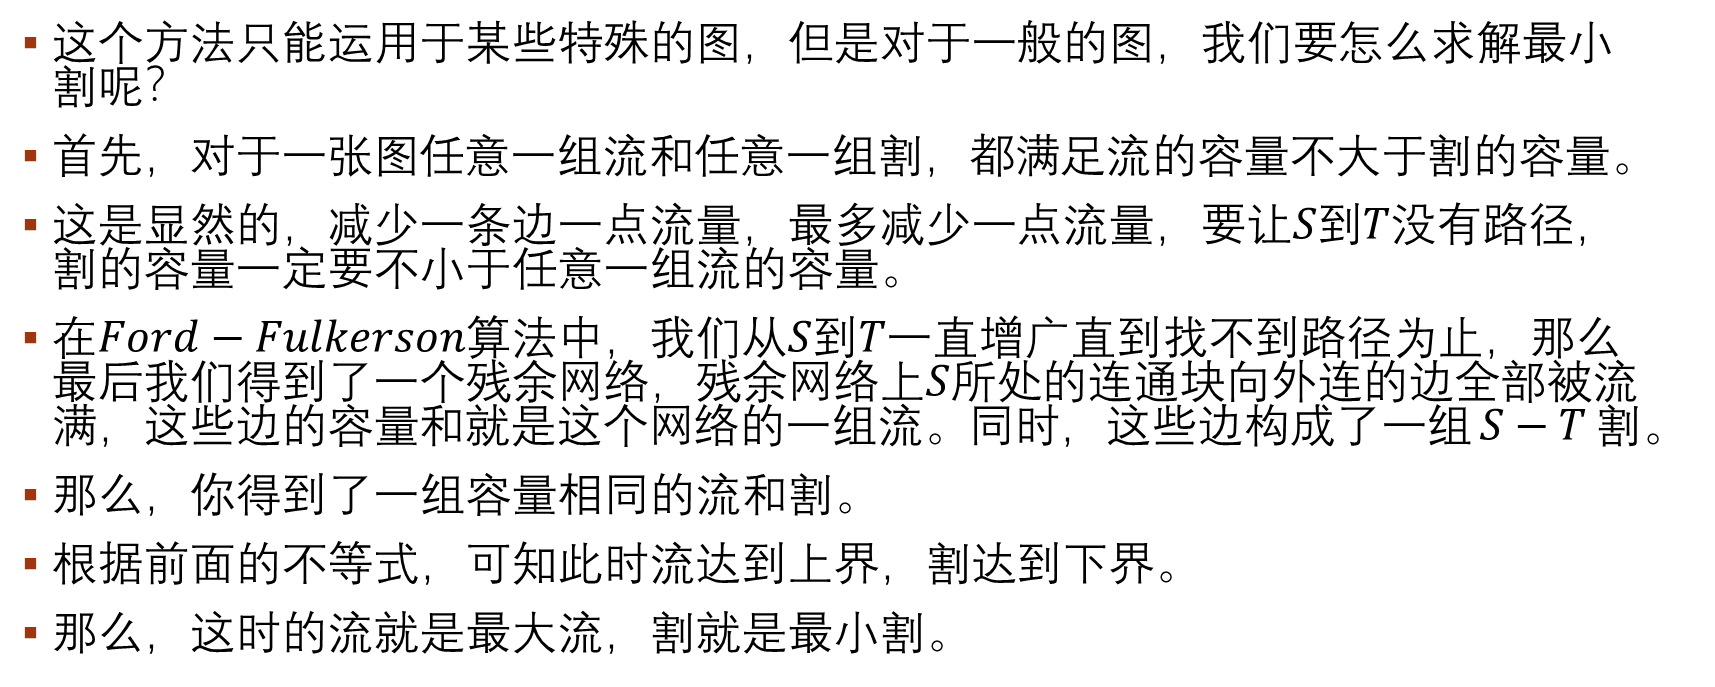 ▪ 这个方法只能运用于某些特殊的图，但是对于一般的图，我们要怎么求解最小
割呢？
▪ 首先，对于一张图任意一组流和任意一组割，都满足流的容量不大于割的容量。
▪ 这是显然的，减少一条边一点流量，最多减少一点流量，要让S到T没有路径，
割的容量一定要不小于任意一组流的容量。
▪ 在Ford − Fulkerson算法中，我们从S到T一直增广直到找不到路径为止，那么
最后我们得到了一个残余网络，残余网络上S所处的连通块向外连的边全部被流
满，这些边的容量和就是这个网络的一组流。同时，这些边构成了一组 S − T 割。
▪ 那么，你得到了一组容量相同的流和割。
▪ 根据前面的不等式，可知此时流达到上界，割达到下界。
▪ 那么，这时的流就是最大流，割就是最小割。